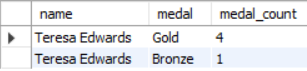 name medal medal_count
Teresa Edwards Gold 4
Teresa Edwards Bronze 1